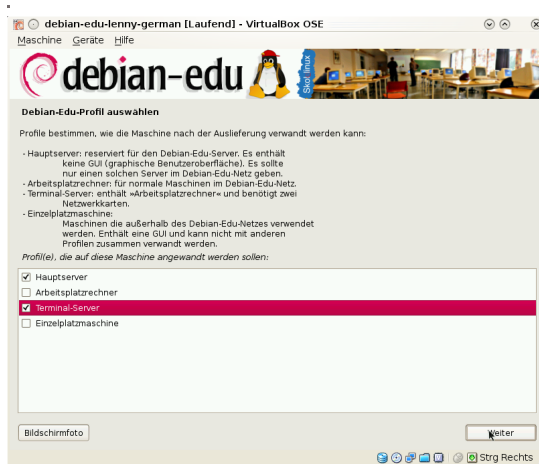 debian-edu-lenny-german [Laufend] - VirtualBox OSE
Maschine Geräte Hilfe
debian-edu
Skolelinux
Debian-Edu-Profil auswählen
Profile bestimmen, wie die Maschine nach der Auslieferung verwandt werden kann:
- Hauptserver: reserviert für den Debian-Edu-Server. Es enthält
keine GUI (graphische Benutzeroberfläche). Es sollte
nur einen solchen Server im Debian-Edu-Netz geben.
- Arbeitsplatzrechner: für normale Maschinen im Debian-Edu-Netz.
- Terminal-Server: enthält »Arbeitsplatzrechner« und benötigt zwei
Netzwerkkarten.
- Einzelplatzmaschine:
Maschinen die außerhalb des Debian-Edu-Netzes verwendet
werden. Enthält eine GUI und kann nicht mit anderen
Profilen zusammen verwandt werden.
Profil(e), die auf diese Maschine angewandt werden sollen:
Hauptserver
Arbeitsplatzrechner
Terminal-Server
Einzelplatzmaschine
Bildschirmfoto
Weiter
Strg Rechts